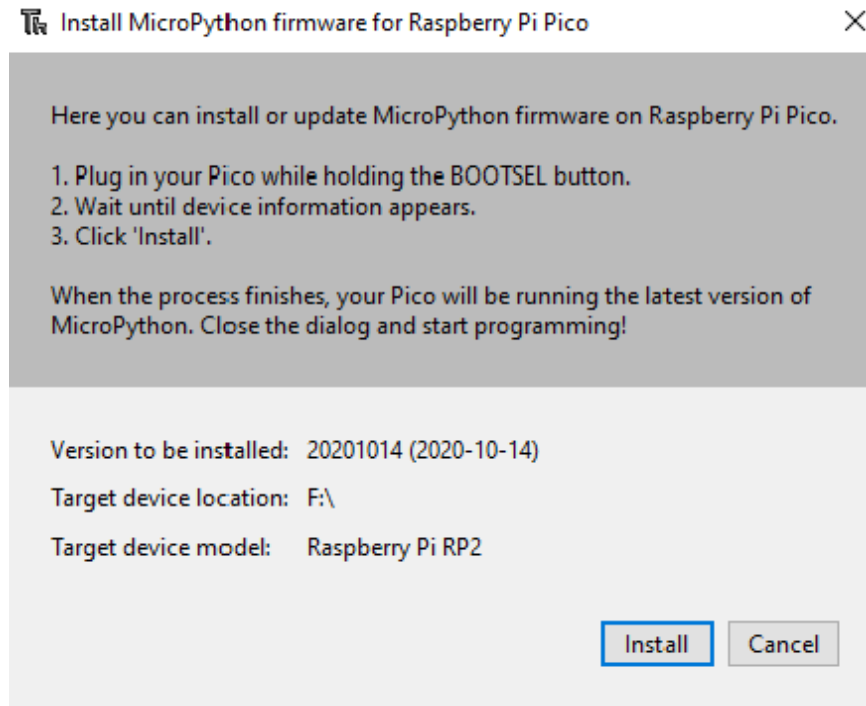 Install MicroPython firmware for Raspberry Pi Pico
Here you can install or update MicroPython firmware on Raspberry Pi Pico.
1. Plug in your Pico while holding the BOOTSEL button.
2. Wait until device information appears.
3. Click 'Install'.
When the process finishes, your Pico will be running the latest version of
MicroPython. Close the dialog and start programming!
Version to be installed: 20201014 (2020-10-14)
Target device location: F:\
Target device model: Raspberry Pi RP2
Install Cancel